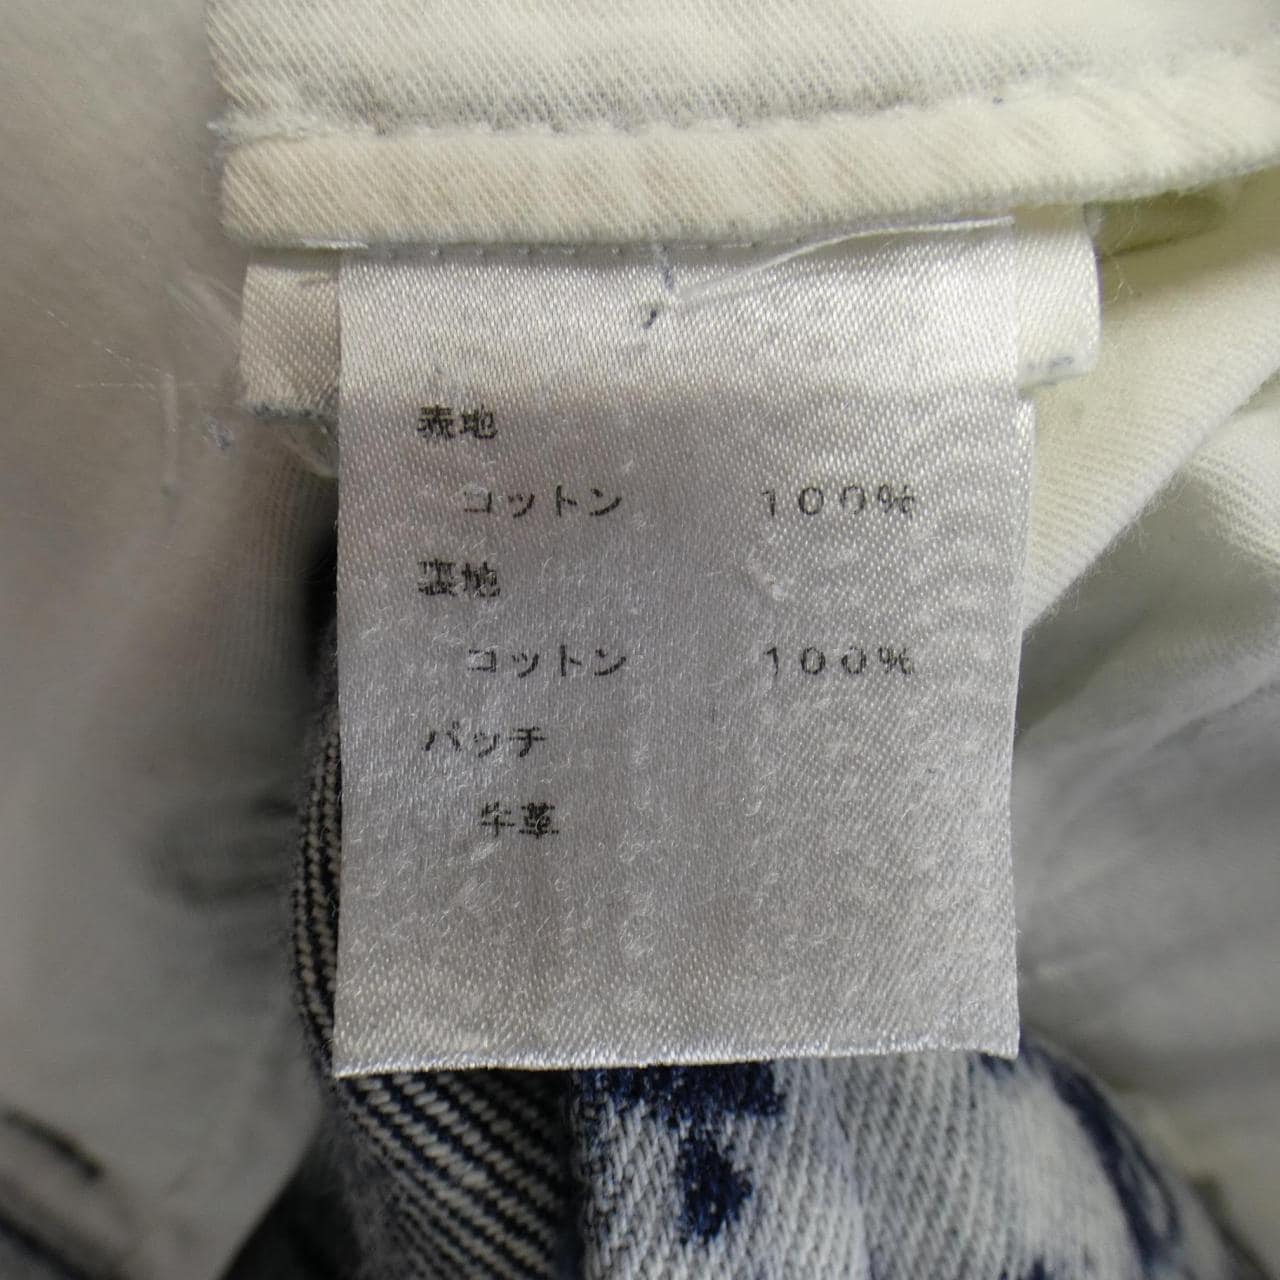 表地
コットン 100%
裏地
コットン 100%
パッチ
牛革